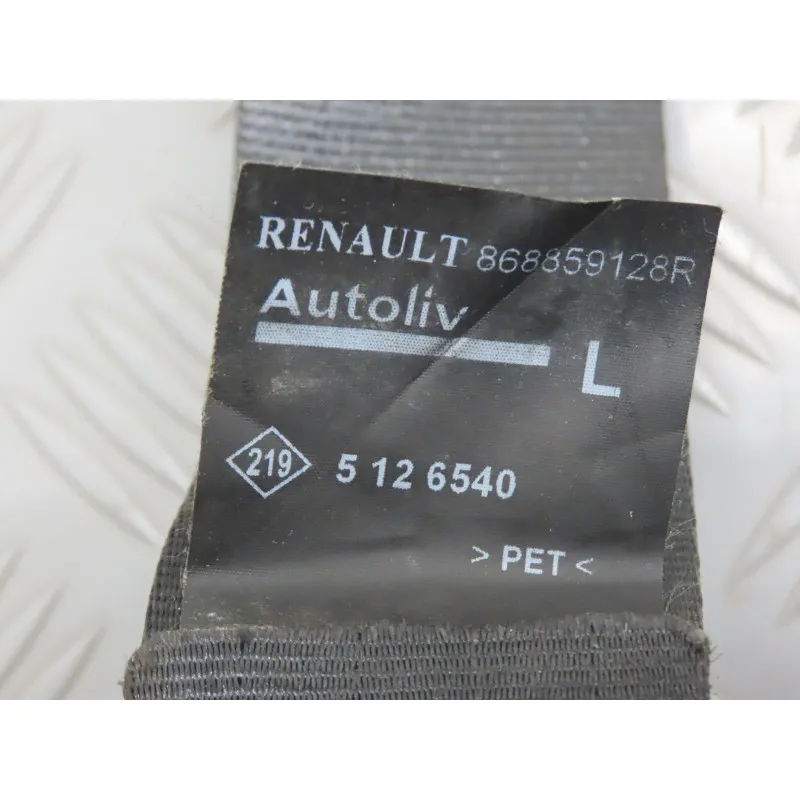 RENAULT 868859128R
Autoliv
L
219 5 12 6540
> PET <